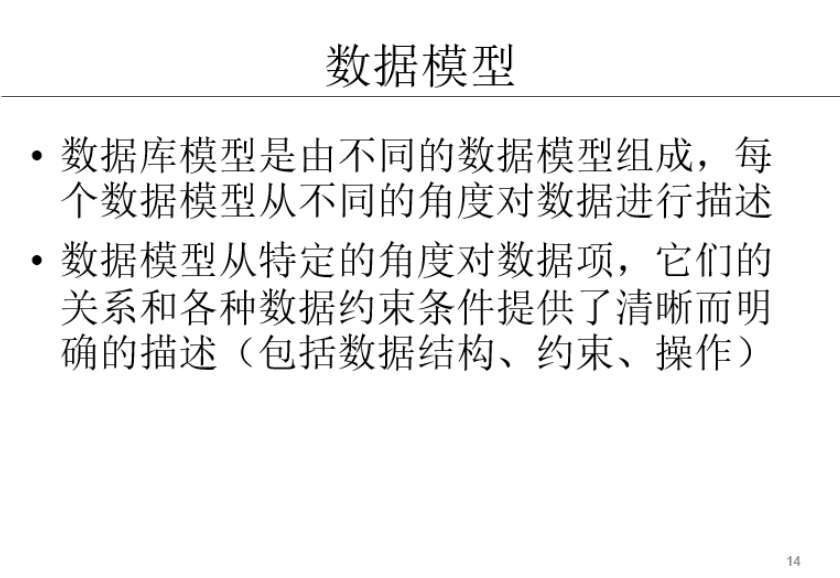 数据模型
• 数据库模型是由不同的数据模型组成，每
个数据模型从不同的角度对数据进行描述
• 数据模型从特定的角度对数据项，它们的
关系和各种数据约束条件提供了清晰而明
确的描述（包括数据结构、约束、操作）
14